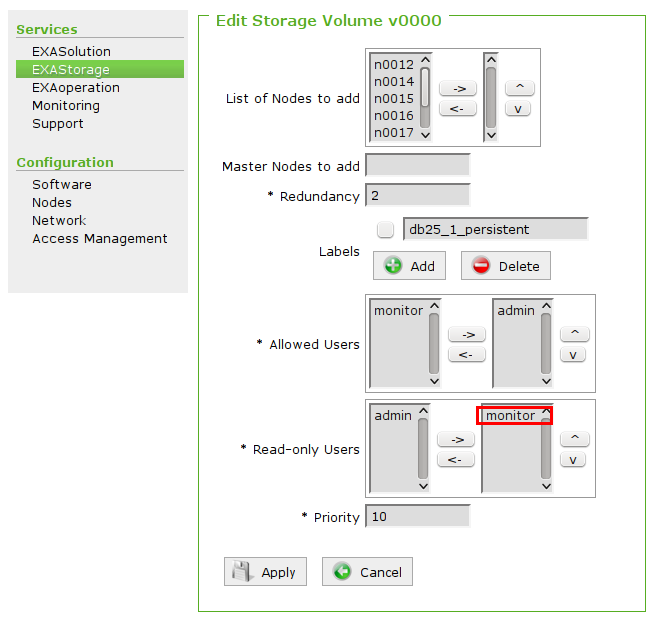 Services
EXASolution
EXAStorage
EXAoperation
Monitoring
Support
Configuration
Software
Nodes
Network
Access Management
Edit Storage Volume v0000
List of Nodes to add
n0012
n0014
n0015
n0016
n0017
->
<-
^
v
Master Nodes to add
* Redundancy 2
Labels
db25_1_persistent
Add Delete
* Allowed Users
monitor
->
<-
admin
^
v
* Read-only Users
admin
->
<-
monitor
^
v
* Priority 10
Apply Cancel